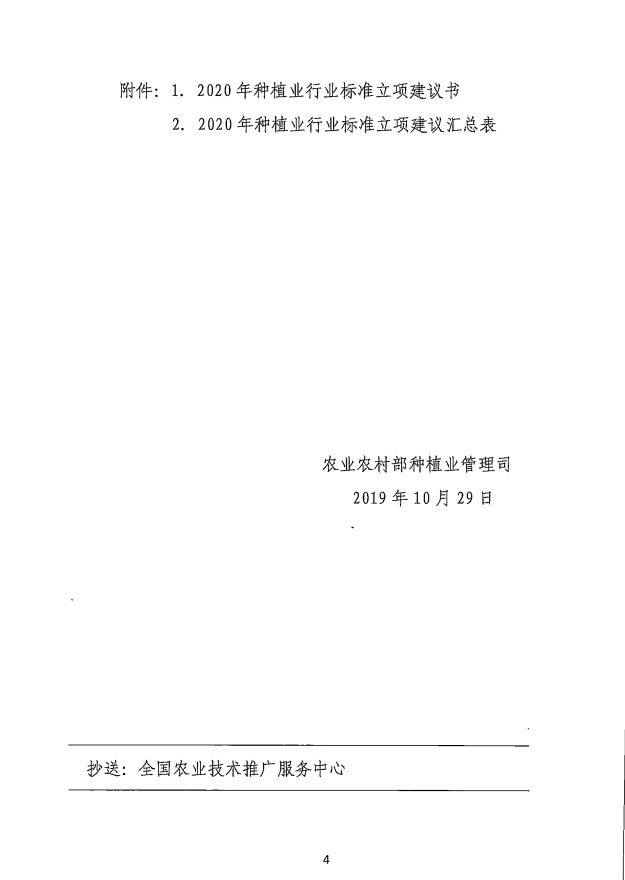 附件：1. 2020年种植业行业标准立项建议书
2. 2020年种植业行业标准立项建议汇总表
农业农村部种植业管理司
2019年10月29日
抄送：全国农业技术推广服务中心
4